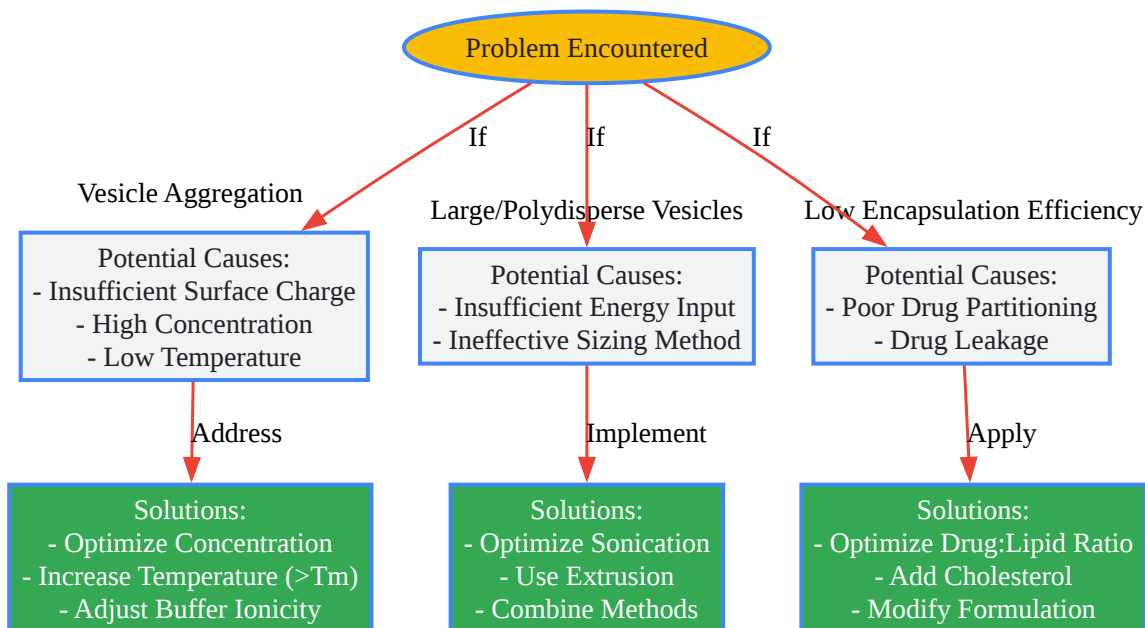 Problem Encountered
If
If
If
Vesicle Aggregation
Large/Polydisperse Vesicles
Low Encapsulation Efficiency
Potential Causes:
- Insufficient Surface Charge
- High Concentration
- Low Temperature
Potential Causes:
- Insufficient Energy Input
- Ineffective Sizing Method
Potential Causes:
- Poor Drug Partitioning
- Drug Leakage
Address
Implement
Apply
Solutions:
- Optimize Concentration
- Increase Temperature (>Tm)
- Adjust Buffer Ionicity
Solutions:
- Optimize Sonication
- Use Extrusion
- Combine Methods
Solutions:
- Optimize Drug:Lipid Ratio
- Add Cholesterol
- Modify Formulation